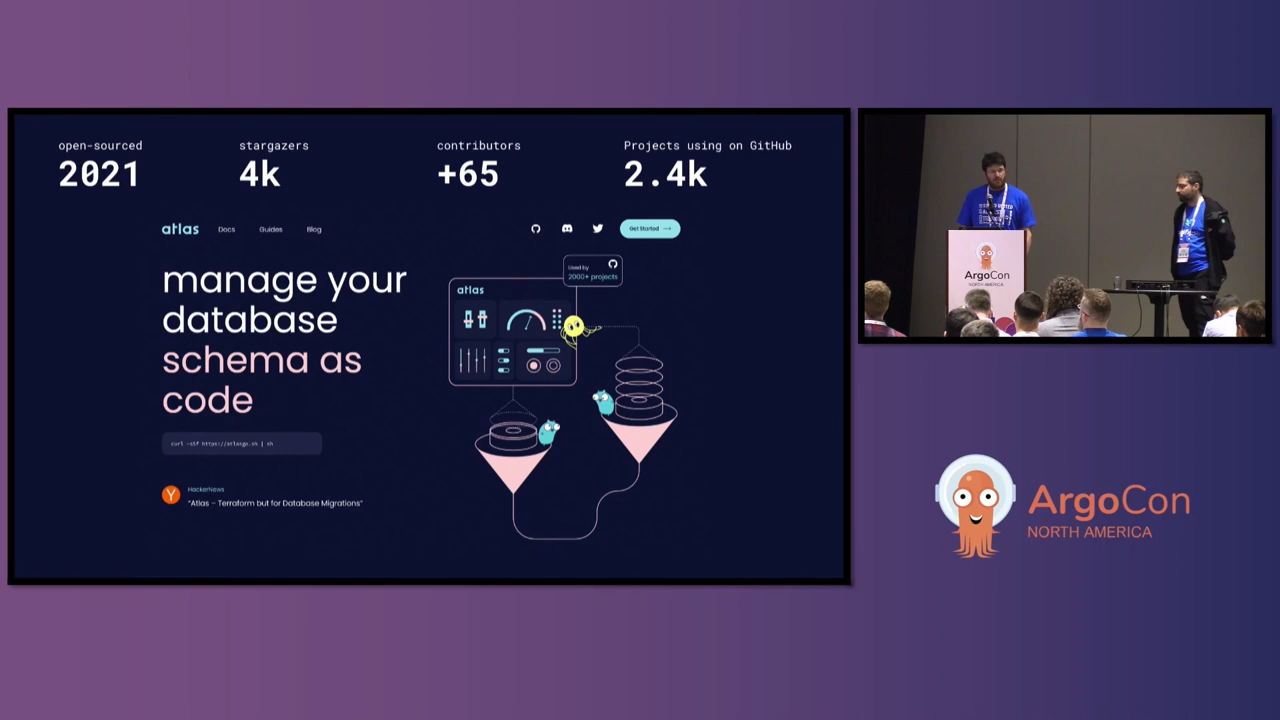 open-sourced
2021
stargazers
4k
contributors
+65
Projects using on GitHub
2.4k
atlas
Docs
Guides
Blog
Get Started
manage your
database
schema as
code
curl -sSf https://atlasgo.sh | sh
Y
HackerNews
"Atlas – Terraform but for Database Migrations"
Used by
2000+ projects
atlas
ArgoCon
NORTH AMERICA
ArgoCon
NORTH AMERICA